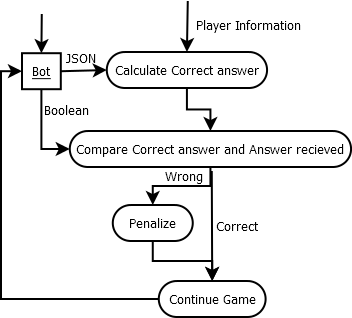 Player Information
JSON
Bot
Calculate Correct answer
Boolean
Compare Correct answer and Answer recieved
Wrong
Penalize
Correct
Continue Game